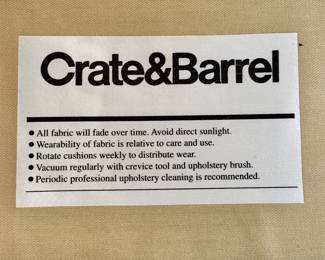 Crate&Barrel
● All fabric will fade over time. Avoid direct sunlight.
● Wearability of fabric is relative to care and use.
● Rotate cushions weekly to distribute wear.
● Vacuum regularly with crevice tool and upholstery brush.
● Periodic professional upholstery cleaning is recommended.